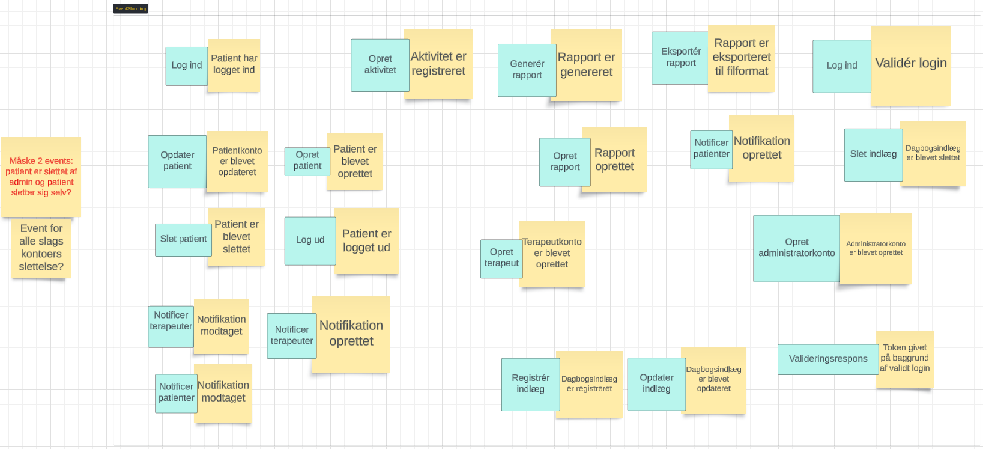 Log ind
Patient har
logget ind
Opret
aktivitet
Aktivitet er
registreret
Generér
rapport
Rapport er
genereret
Eksportér
rapport
Rapport er
eksporteret
til filformat
Log ind
Validér login
Måske 2 events:
patient er slettet af
admin og patient
sletter sig selv?
Event for
alle slags
kontoers
slettelse?
Opdater
patient
Patientkonto
er blevet
opdateret
Opret
patient
Patient er
blevet
oprettet
Opret
rapport
Rapport
oprettet
Notificer
patienter
Notifikation
oprettet
Slet indlæg
Dagbogsindlæg
er blevet slettet
Slet patient
Patient er
blevet
slettet
Log ud
Patient er
logget ud
Opret
terapeut
Terapeutkonto
er blevet
oprettet
Opret
administratorkonto
Administratorkonto
er blevet oprettet
Notificer
terapeuter
Notifikation
modtaget
Notificer
terapeuter
Notifikation
oprettet
Notificer
patienter
Notifikation
modtaget
Registrér
indlæg
Dagbogsindlæg
er registreret
Opdater
indlæg
Dagbogsindlæg
er blevet
opdateret
Valideringsrespons
Token givet
på baggrund
af validt login